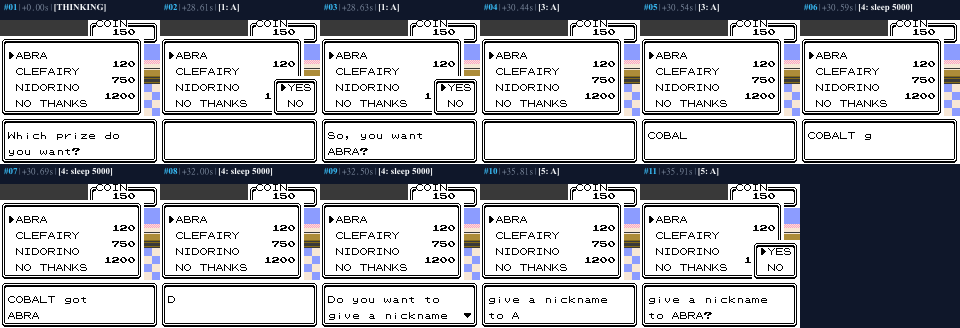 #01|+0.00s|[THINKING]
COIN
150
▶ABRA
120
CLEFAIRY
750
NIDORINO
1200
NO THANKS
Which prize do
you want?
#02|+28.61s|[1: A]
COIN
150
▶ABRA
120
CLEFAIRY
750
NIDORINO
1
NO THANKS
▶YES
NO
#03|+28.63s|[1: A]
COIN
150
▶ABRA
120
CLEFAIRY
750
NIDORINO
1
NO THANKS
▶YES
NO
So, you want
ABRA?
#04|+30.44s|[3: A]
COIN
150
▶ABRA
120
CLEFAIRY
750
NIDORINO
1200
NO THANKS
#05|+30.54s|[3: A]
COIN
150
▶ABRA
120
CLEFAIRY
750
NIDORINO
1200
NO THANKS
COBAL
#06|+30.59s|[4: sleep 5000]
COIN
150
▶ABRA
120
CLEFAIRY
750
NIDORINO
1200
NO THANKS
COBALT g
#07|+30.69s|[4: sleep 5000]
COIN
150
▶ABRA
120
CLEFAIRY
750
NIDORINO
1200
NO THANKS
COBALT got
ABRA
#08|+32.00s|[4: sleep 5000]
COIN
150
▶ABRA
120
CLEFAIRY
750
NIDORINO
1200
NO THANKS
D
#09|+32.50s|[4: sleep 5000]
COIN
150
▶ABRA
120
CLEFAIRY
750
NIDORINO
1200
NO THANKS
Do you want to
give a nickname ▼
#10|+35.81s|[5: A]
COIN
150
▶ABRA
120
CLEFAIRY
750
NIDORINO
1200
NO THANKS
give a nickname
to A
#11|+35.91s|[5: A]
COIN
150
▶ABRA
120
CLEFAIRY
750
NIDORINO
1
NO THANKS
▶YES
NO
give a nickname
to ABRA?